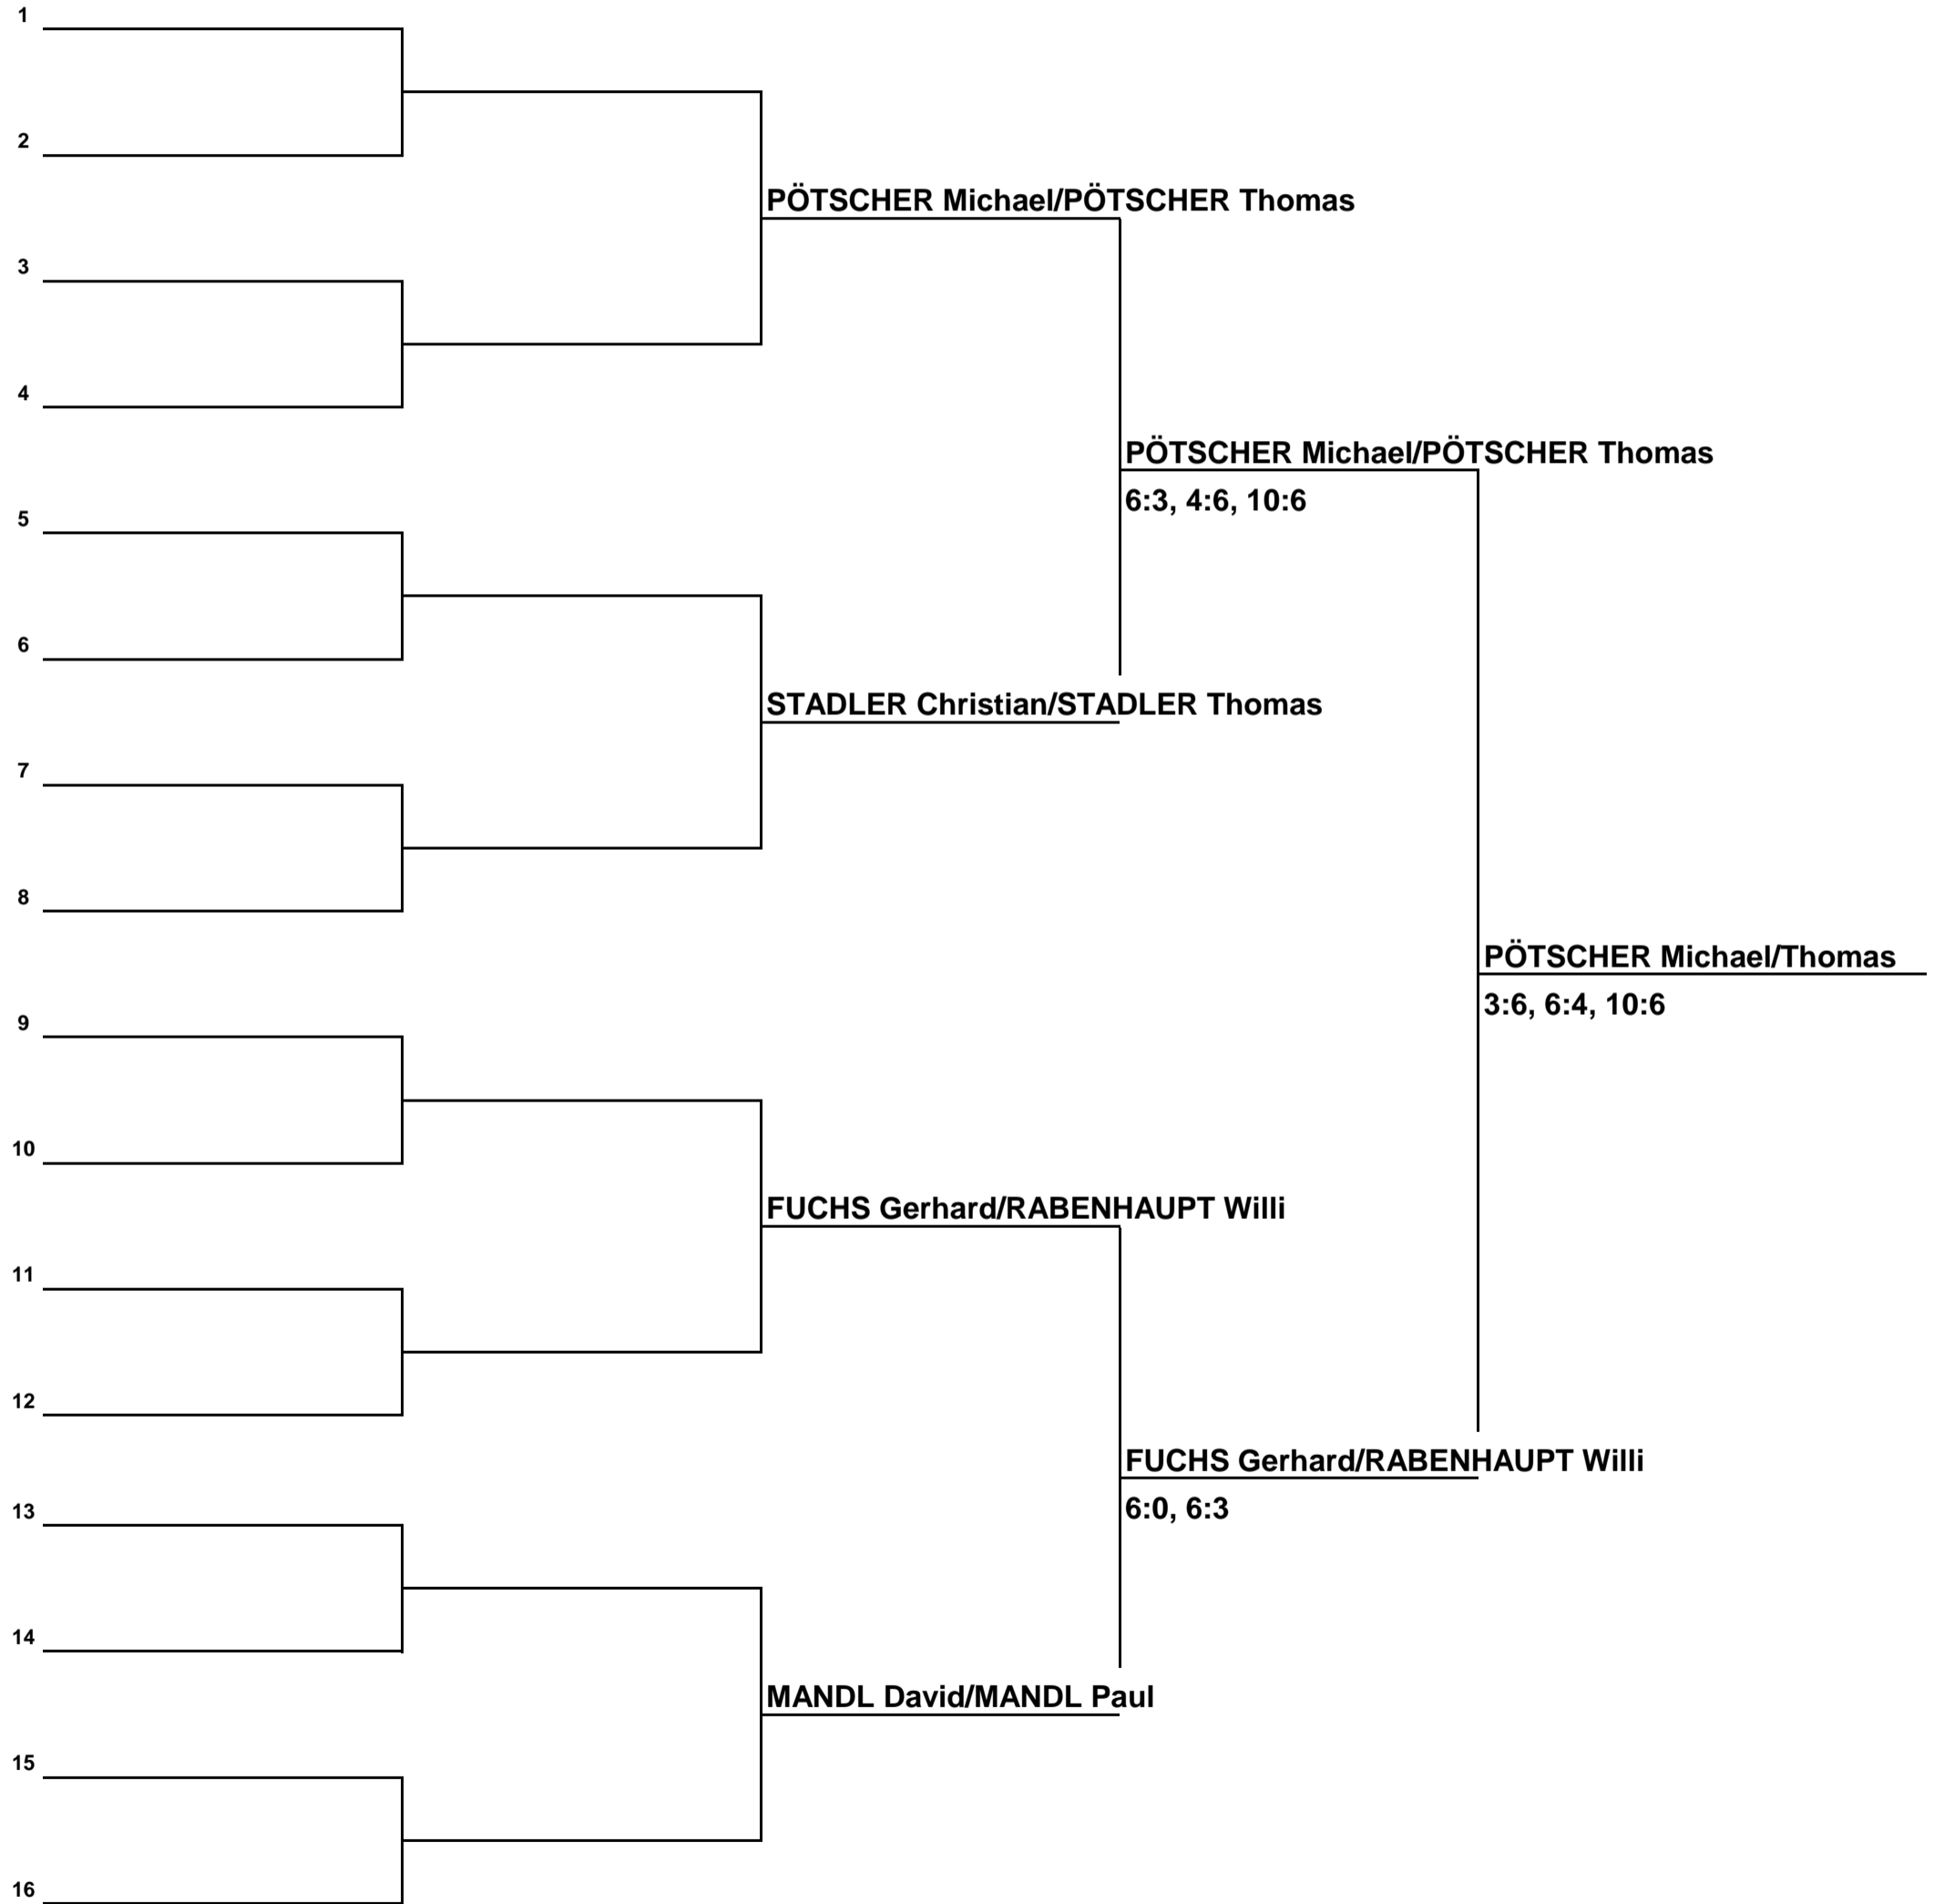 1
2
PÖTSCHER Michael/PÖTSCHER Thomas
3
4
PÖTSCHER Michael/PÖTSCHER Thomas
6:3, 4:6, 10:6
5
6
STADLER Christian/STADLER Thomas
7
8
PÖTSCHER Michael/Thomas
3:6, 6:4, 10:6
9
10
FUCHS Gerhard/RABENHAUPT Willi
11
12
FUCHS Gerhard/RABENHAUPT Willi
6:0, 6:3
13
14
MANDL David/MANDL Paul
15
16